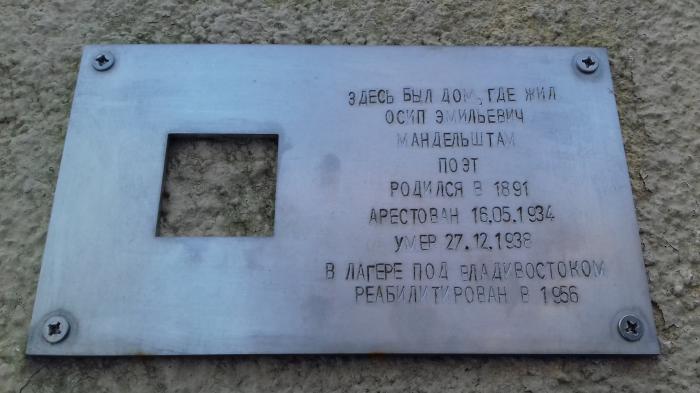 ЗДЕСЬ БЫЛ ДОМ, ГДЕ ЖИЛ
ОСИП ЭМИЛЬЕВИЧ
МАНДЕЛЬШТАМ
ПОЭТ
РОДИЛСЯ В 1891
АРЕСТОВАН 16.05.1934
УМЕР 27.12.1938
В ЛАГЕРЕ ПОД ВЛАДИВОСТОКОМ
РЕАБИЛИТИРОВАН В 1956